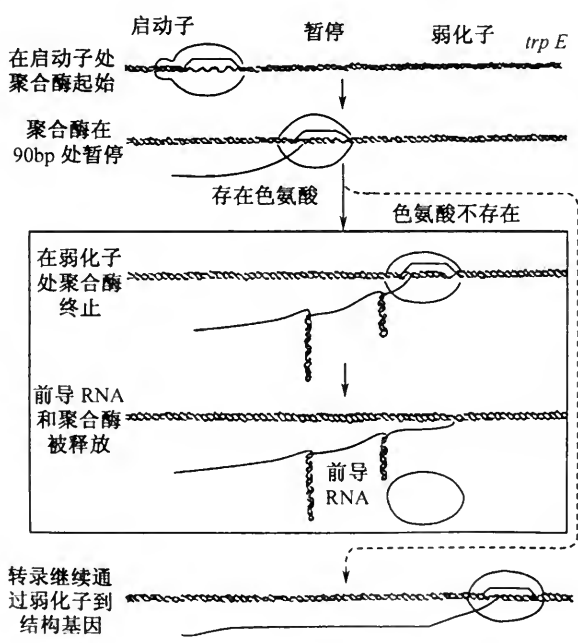 启动子
暂停
弱化子
trp E
在启动子处
聚合酶起始
聚合酶在
90bp 处暂停
存在色氨酸
色氨酸不存在
在弱化子
处聚合酶
终止
前导 RNA
和聚合酶
被释放
前导
RNA
转录继续通
过弱化子到
结构基因